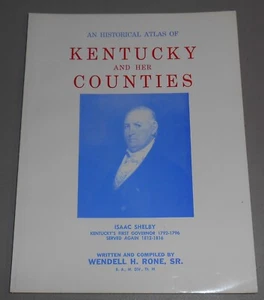 AN HISTORICAL ATLAS OF
KENTUCKY
AND HER
COUNTIES
ISAAC SHELBY
KENTUCKY'S FIRST GOVERNOR 1792-1796
SERVED AGAIN 1812-1816
WRITTEN AND COMPILED BY
WENDELL H. RONE, SR.